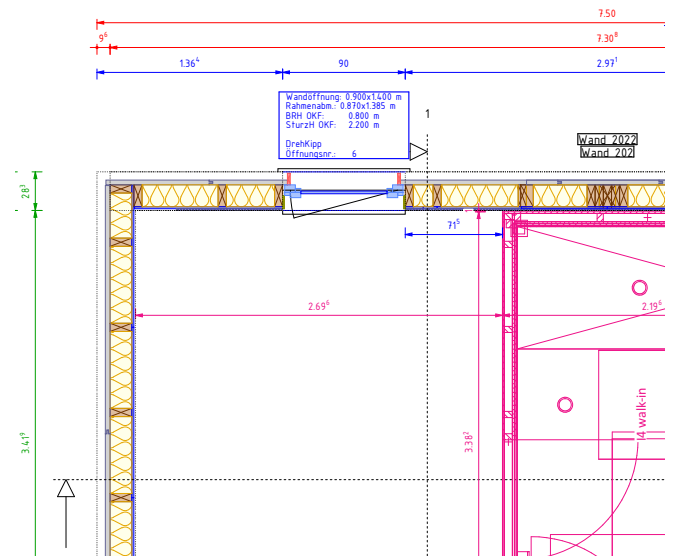 7.50
9⁶
7.30⁸
1.36⁴
90
2.97¹
Wandöffnung: 0.900x1.400 m
Rahmenabm.: 0.870x1.385 m
BRH OKF: 0.800 m
SturzH OKF: 2.200 m
DrehKipp
Öffnungsnr.: 6
1
Wand 2022
Wand 202
28³
71⁵
2.69⁶
2.19⁶
3.41⁹
3.38²
14 walk-in